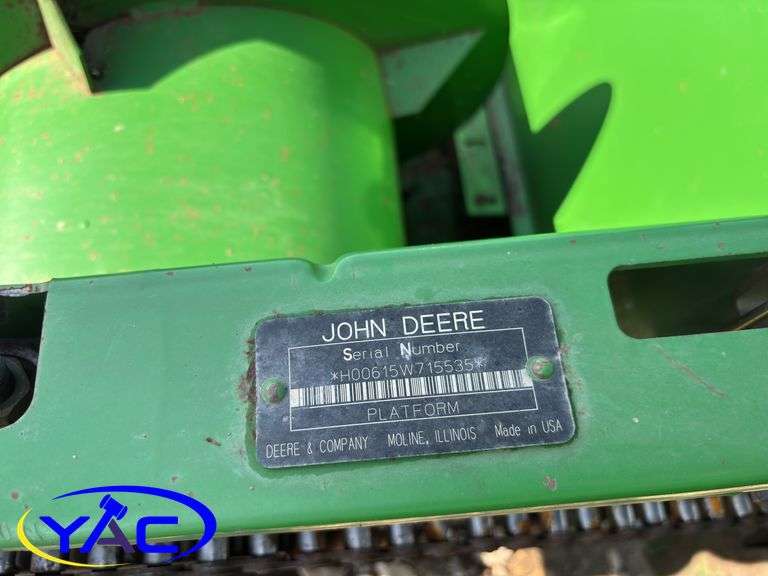 JOHN DEERE
Serial Number
*H00615W715535*
PLATFORM
DEERE & COMPANY MOLINE, ILLINOIS Made in USA
YAC